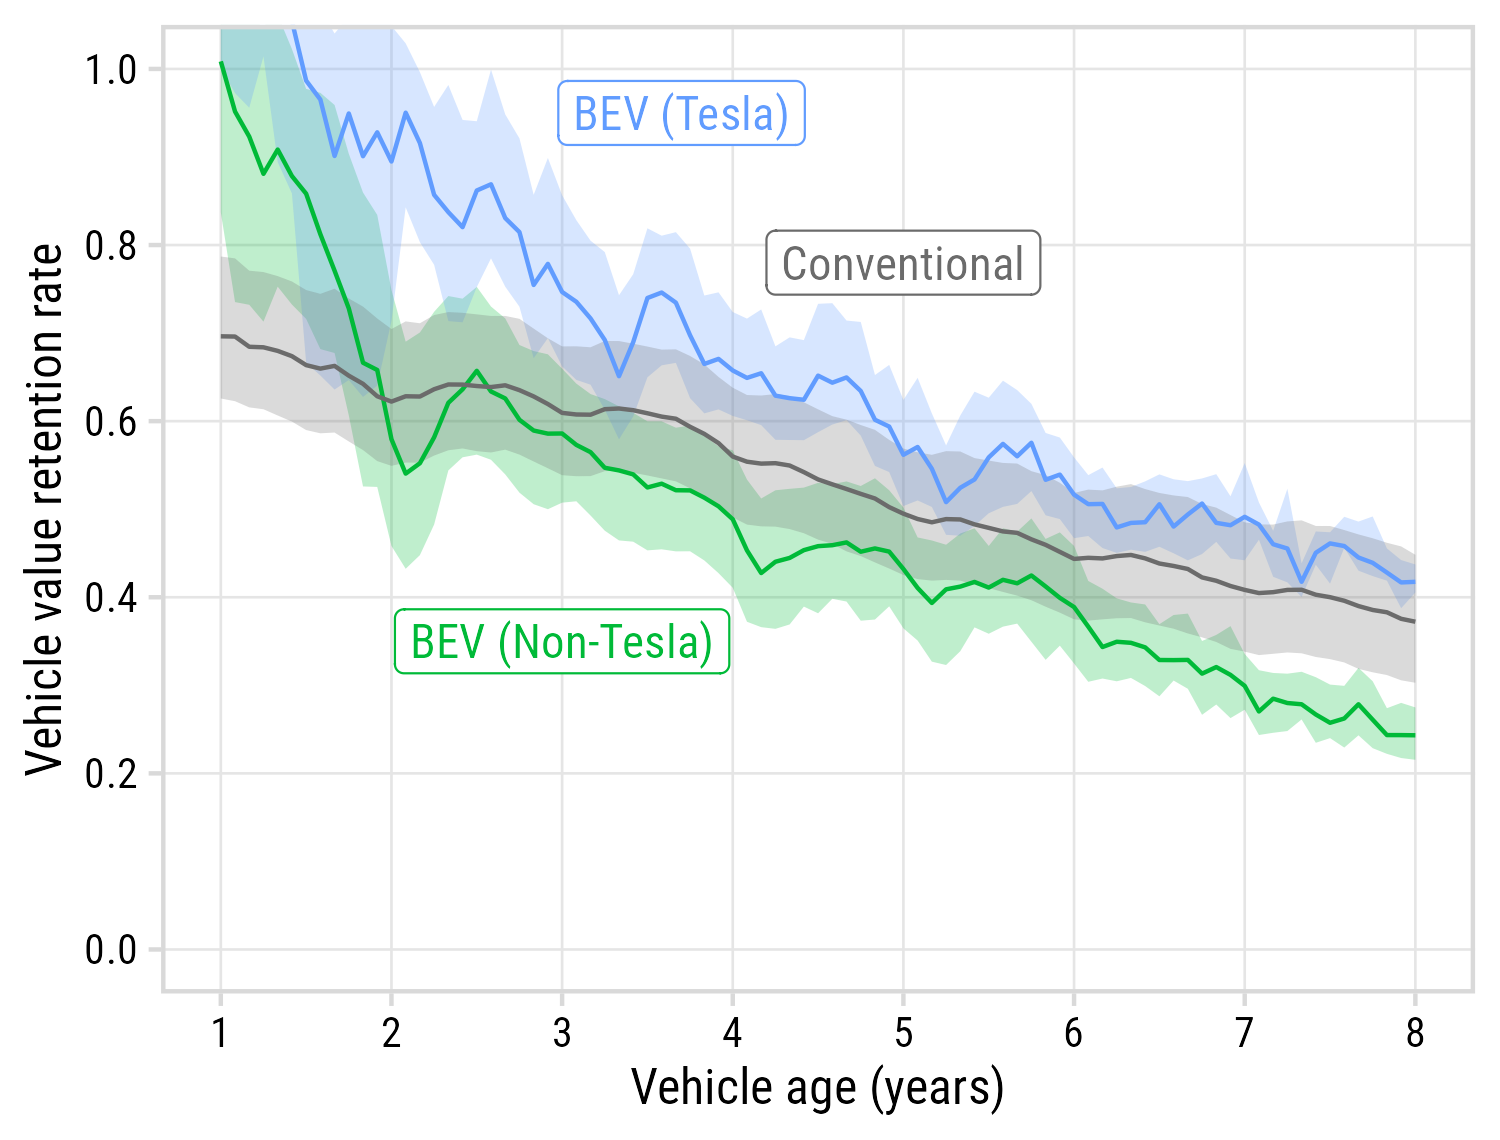 Vehicle value retention rate
1.0
0.8
0.6
0.4
0.2
0.0
BEV (Tesla)
Conventional
BEV (Non-Tesla)
1 2 3 4 5 6 7 8
Vehicle age (years)